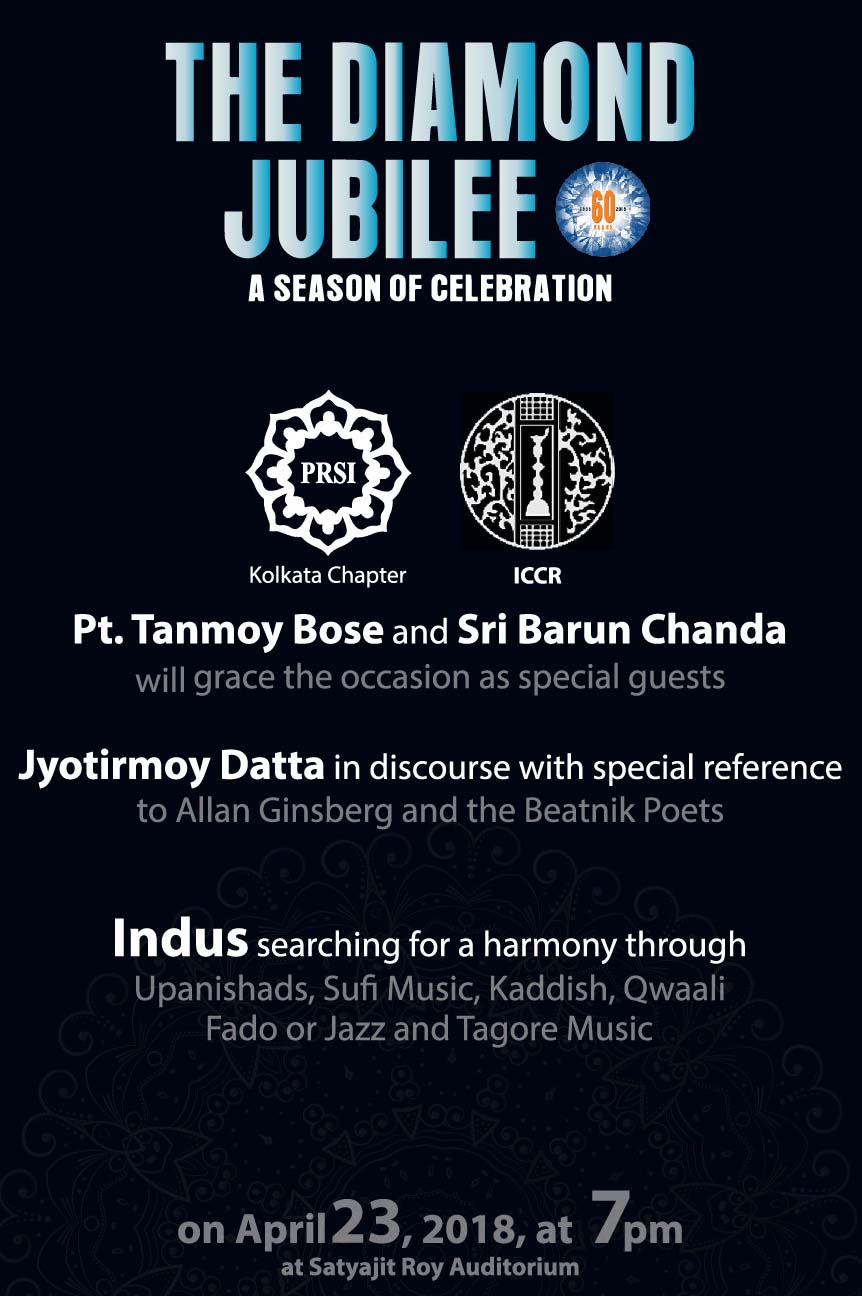 THE DIAMOND
JUBILEE
60
YEARS
A SEASON OF CELEBRATION
PRSI
Kolkata Chapter
ICCR
Pt. Tanmoy Bose and Sri Barun Chanda
will grace the occasion as special guests
Jyotirmoy Datta in discourse with special reference
to Allan Ginsberg and the Beatnik Poets
Indus searching for a harmony through
Upanishads, Sufi Music, Kaddish, Qwaali
Fado or Jazz and Tagore Music
on April 23, 2018, at 7pm
at Satyajit Roy Auditorium